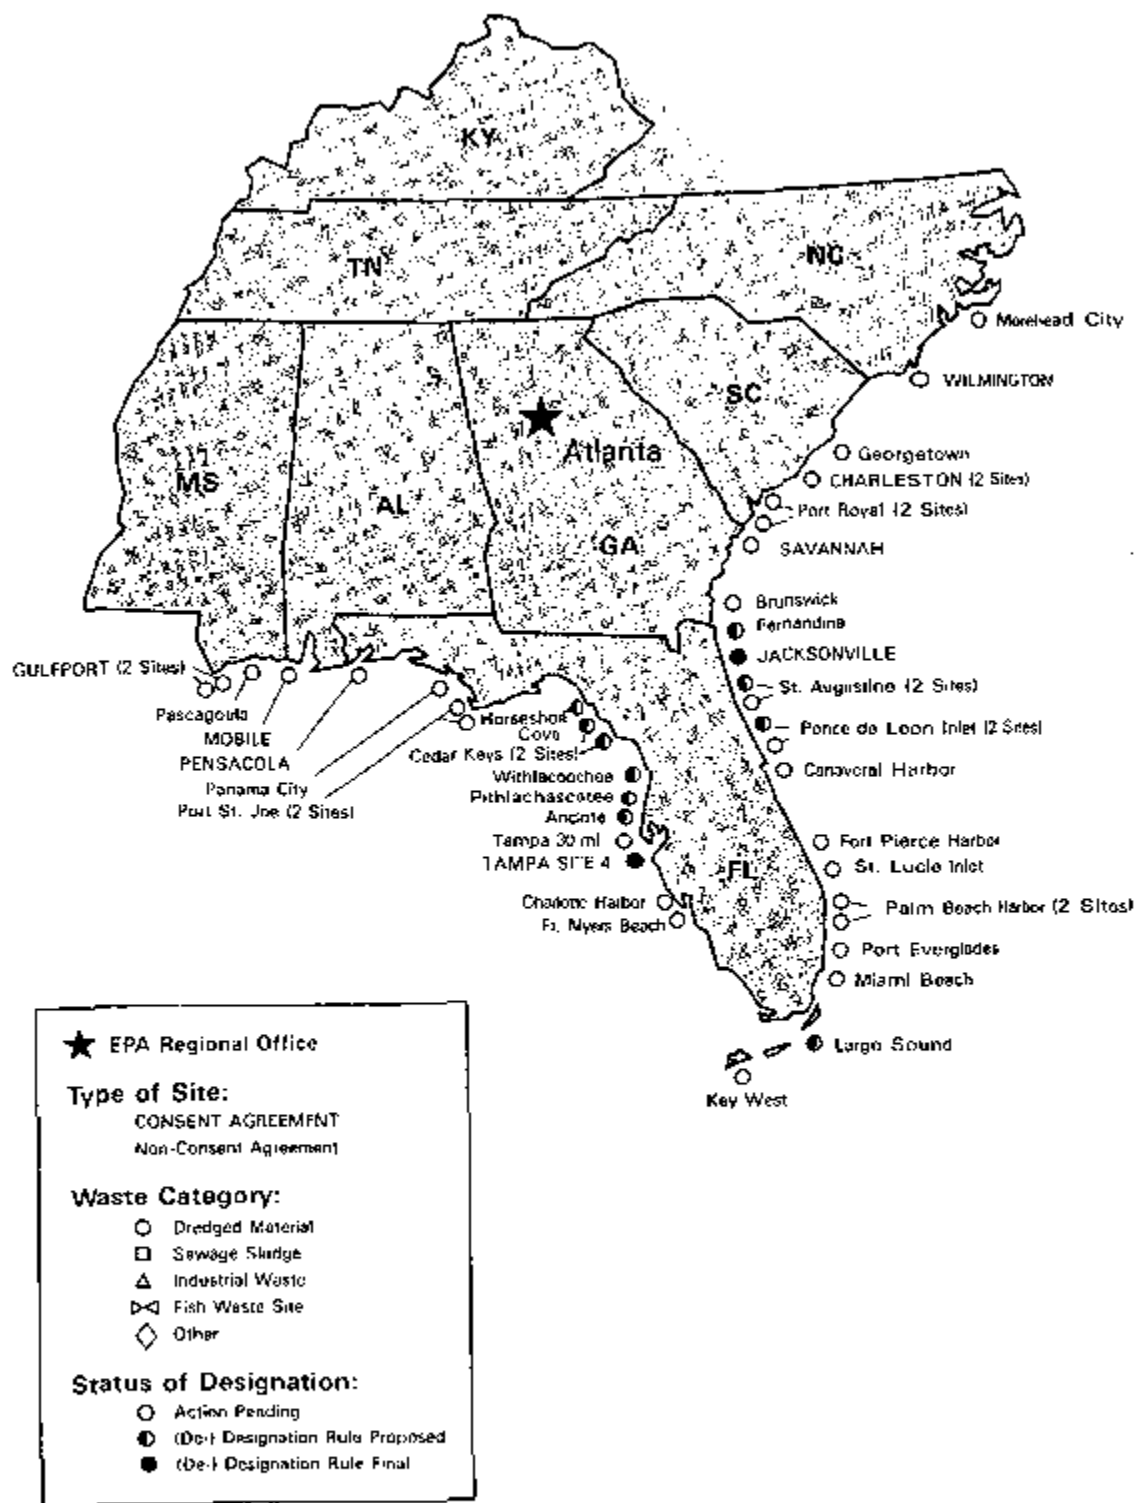 KY
TN
NC
Morehead City
WILMINGTON
SC
Atlanta
Georgetown
CHARLESTON (2 Sites)
MS
AL
Port Royal (2 Sites)
GA
SAVANNAH
Brunswick
Fernandina
JACKSONVILLE
GULFPORT (2 Sites)
St. Augustine (2 Sites)
Pascagoula
Horseshoe
Cove
Ponce de Leon Inlet (2 Sites)
MOBILE
Cedar Keys (2 Sites)
PENSACOLA
Canaveral Harbor
Withlacoochee
Panama City
Pithlachascotee
Port St. Joe (2 Sites)
Anclote
Tampa 30 mi
Fort Pierce Harbor
TAMPA SITE 4
FL
St. Lucie Inlet
Charlotte Harbor
Palm Beach Harbor (2 Sites)
Ft. Myers Beach
Port Everglades
Miami Beach
Largo Sound
Key West
EPA Regional Office
Type of Site:
CONSENT AGREEMENT
Non-Consent Agreement
Waste Category:
Dredged Material
Sewage Sludge
Industrial Waste
Fish Waste Site
Other
Status of Designation:
Action Pending
(De-) Designation Rule Proposed
(De-) Designation Rule Final